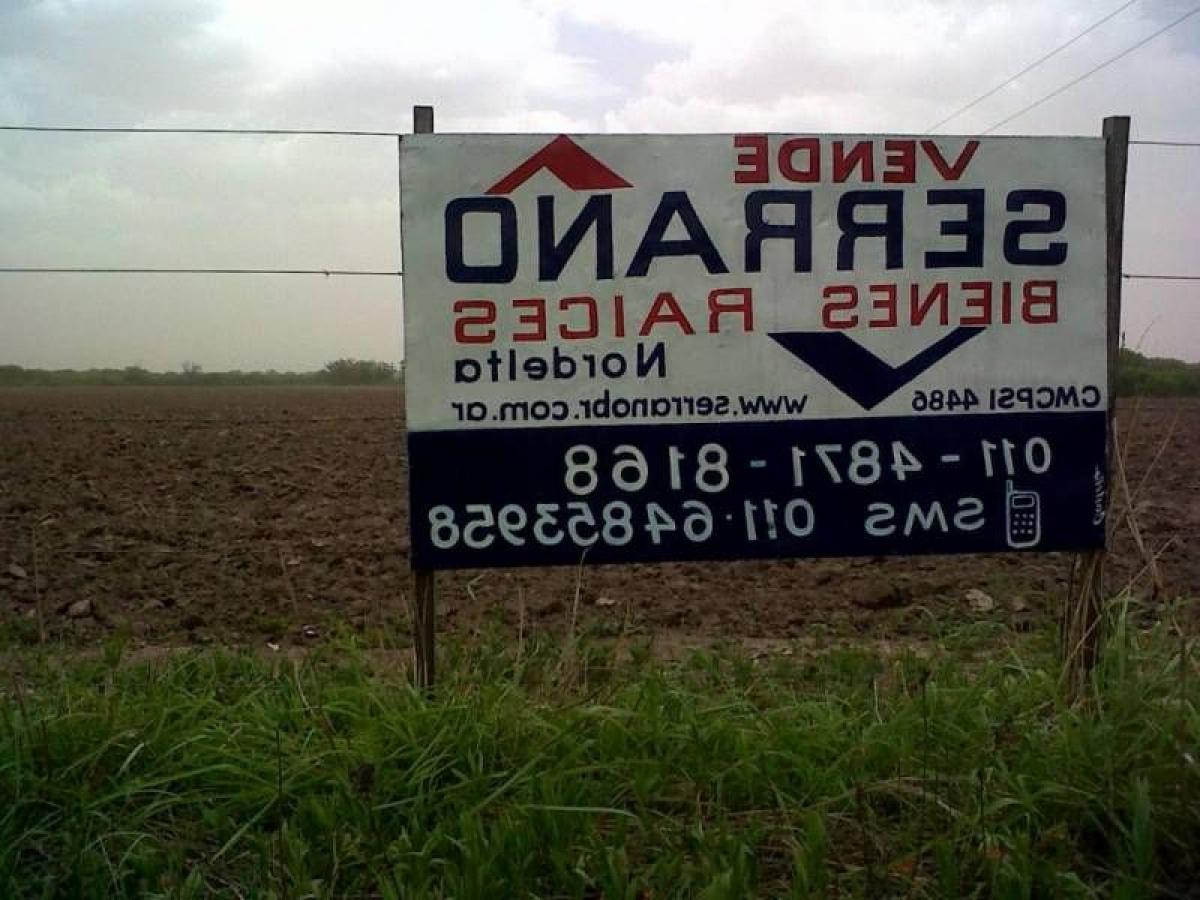 VENDE
SERRANO
BIENES RAICES
Nordelta
CMCPSI 4486 www.serranobr.com.ar
011-4871-8168
SMS 011·64853958